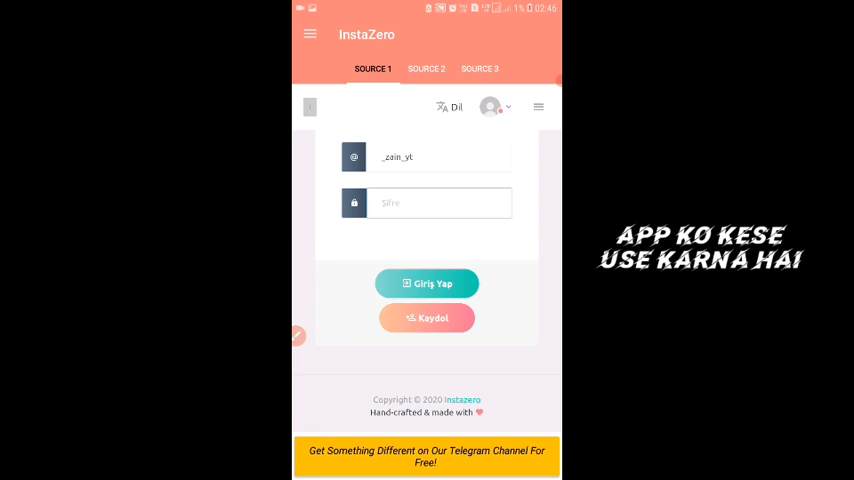 1% 02:46
InstaZero
SOURCE 1 SOURCE 2 SOURCE 3
Dil
@ _zain_yt
Şifre
Giriş Yap
Kaydol
Copyright © 2020 Instazero
Hand-crafted & made with
Get Something Different on Our Telegram Channel For
Free!
APP KO KESE
USE KARNA HAI